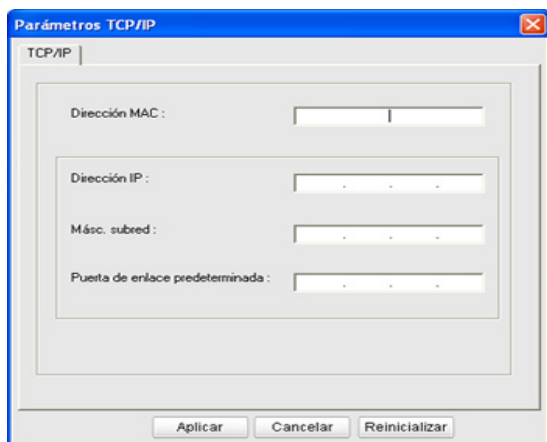 Parámetros TCP/IP
TCP/IP
Dirección MAC :
Dirección IP :
. . .
Másc. subred :
. . .
Puerta de enlace predeterminada :
. . .
Aplicar Cancelar Reinicializar